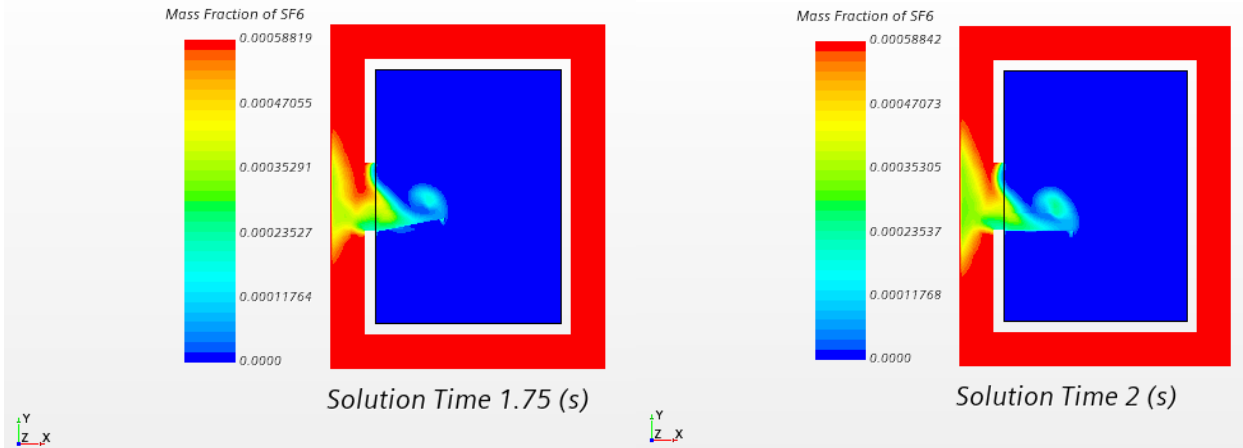 Mass Fraction of SF6
0.00058819
0.00047055
0.00035291
0.00023527
0.00011764
0.0000
Solution Time 1.75 (s)
Y
Z X
Mass Fraction of SF6
0.00058842
0.00047073
0.00035305
0.00023537
0.00011768
0.0000
Solution Time 2 (s)
Y
Z X